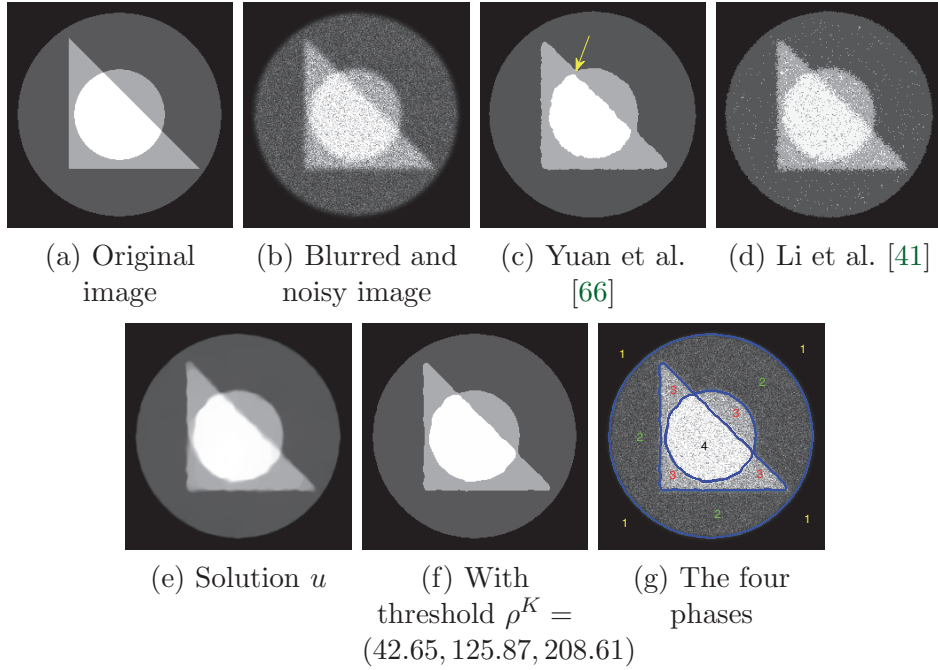 (a) Original
image
(b) Blurred and
noisy image
(c) Yuan et al.
[66]
(d) Li et al. [41]
1
1
2
3
3
2
4
3
3
2
1
1
(e) Solution u
(f) With
threshold ρ^K =
(42.65, 125.87, 208.61)
(g) The four
phases